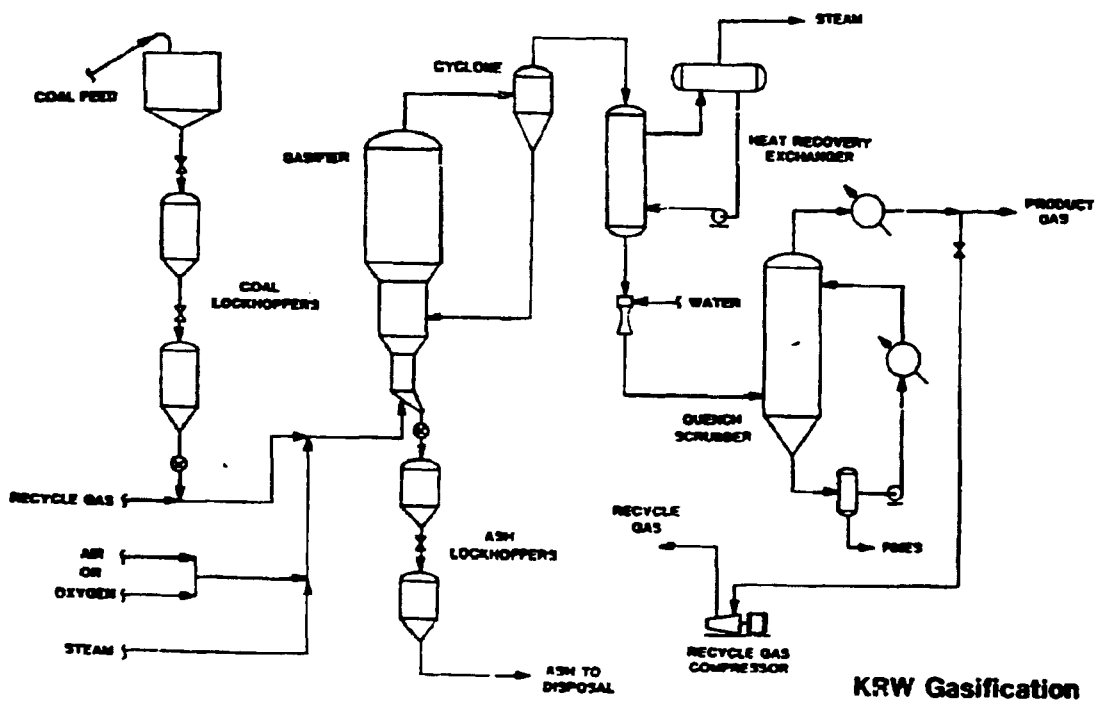 STEAM
CYCLONE
COAL FEED
HEAT RECOVERY
EXCHANGER
GASIFIER
PRODUCT
GAS
COAL
LOCKHOPPERS
WATER
QUENCH
SCRUBBER
RECYCLE GAS
RECYCLE
GAS
ASH
LOCKHOPPERS
FINES
AIR
OR
OXYGEN
STEAM
RECYCLE GAS
COMPRESSOR
ASH TO
DISPOSAL
KRW Gasification